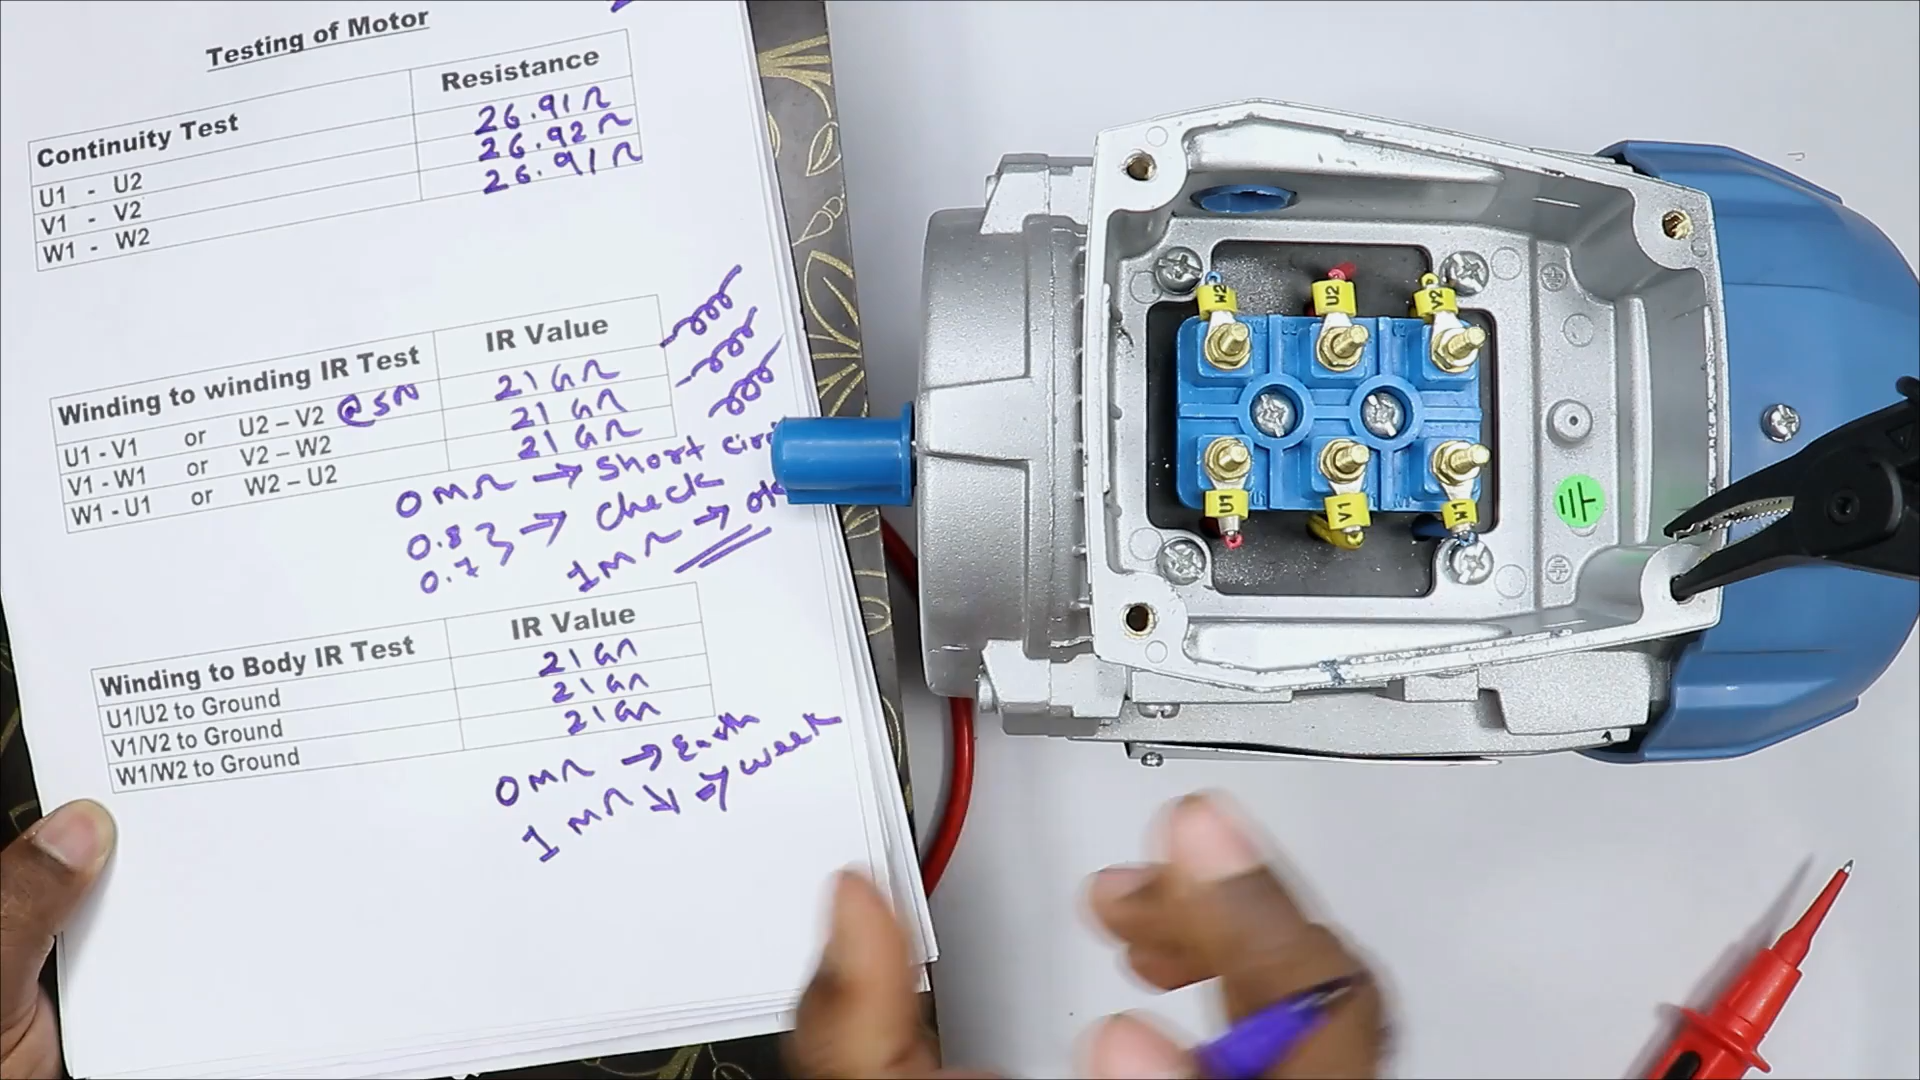 Testing of Motor
Continuity Test Resistance
U1 - U2 26.91Ω
V1 - V2 26.92Ω
W1 - W2 26.91Ω
Winding to winding IR Test IR Value
U1 - V1 or U2 – V2 21 GΩ
V1 - W1 or V2 – W2 21 GΩ
W1 - U1 or W2 – U2 21 GΩ
0 MΩ → Short
0.8 } → check
0.7
1MΩ →
Winding to Body IR Test IR Value
U1/U2 to Ground 21 GΩ
V1/V2 to Ground 21 GΩ
W1/W2 to Ground 21 GΩ
0 MΩ → Earth
1 MΩ ↘ → week
W2 U2 V2
U1 V1 W1